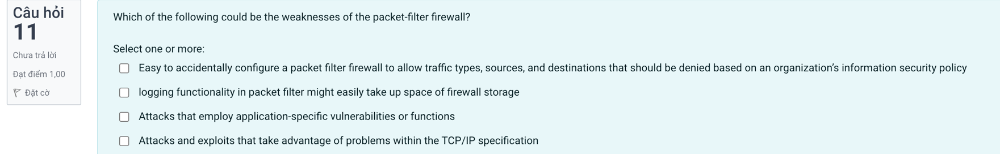 Câu hỏi
11
Chưa trả lời
Đạt điểm 1,00
Đặt cờ
Which of the following could be the weaknesses of the packet-filter firewall?
Select one or more:
Easy to accidentally configure a packet filter firewall to allow traffic types, sources, and destinations that should be denied based on an organization’s information security policy
logging functionality in packet filter might easily take up space of firewall storage
Attacks that employ application-specific vulnerabilities or functions
Attacks and exploits that take advantage of problems within the TCP/IP specification